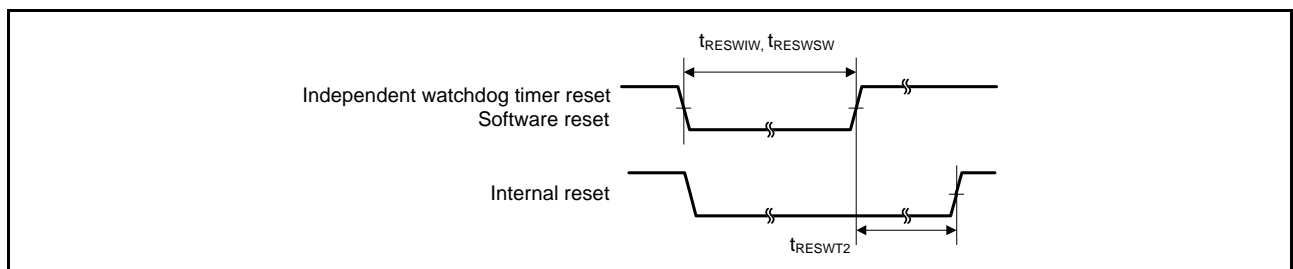 tRESWIW, tRESWSW
Independent watchdog timer reset
Software reset
Internal reset
tRESWT2